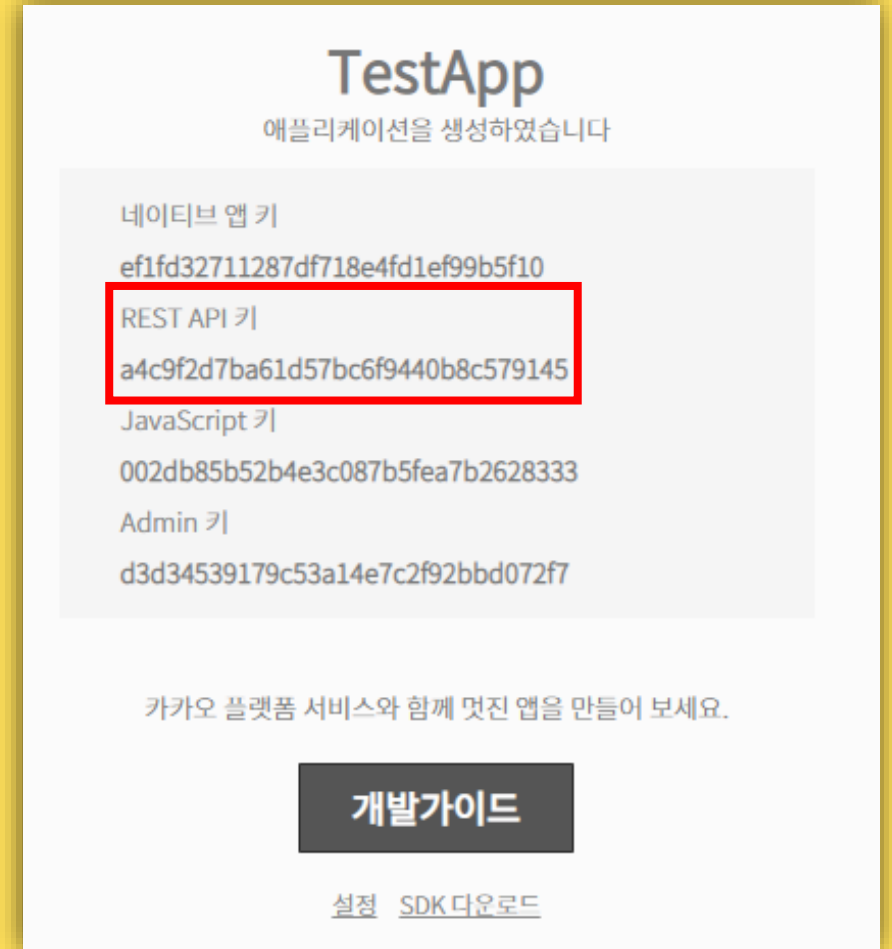 TestApp
애플리케이션을 생성하였습니다
네이티브 앱 키
ef1fd32711287df718e4fd1ef99b5f10
REST API 키
a4c9f2d7ba61d57bc6f9440b8c579145
JavaScript 키
002db85b52b4e3c087b5fea7b2628333
Admin 키
d3d34539179c53a14e7c2f92bbd072f7
카카오 플랫폼 서비스와 함께 멋진 앱을 만들어 보세요.
개발가이드
설정 SDK 다운로드